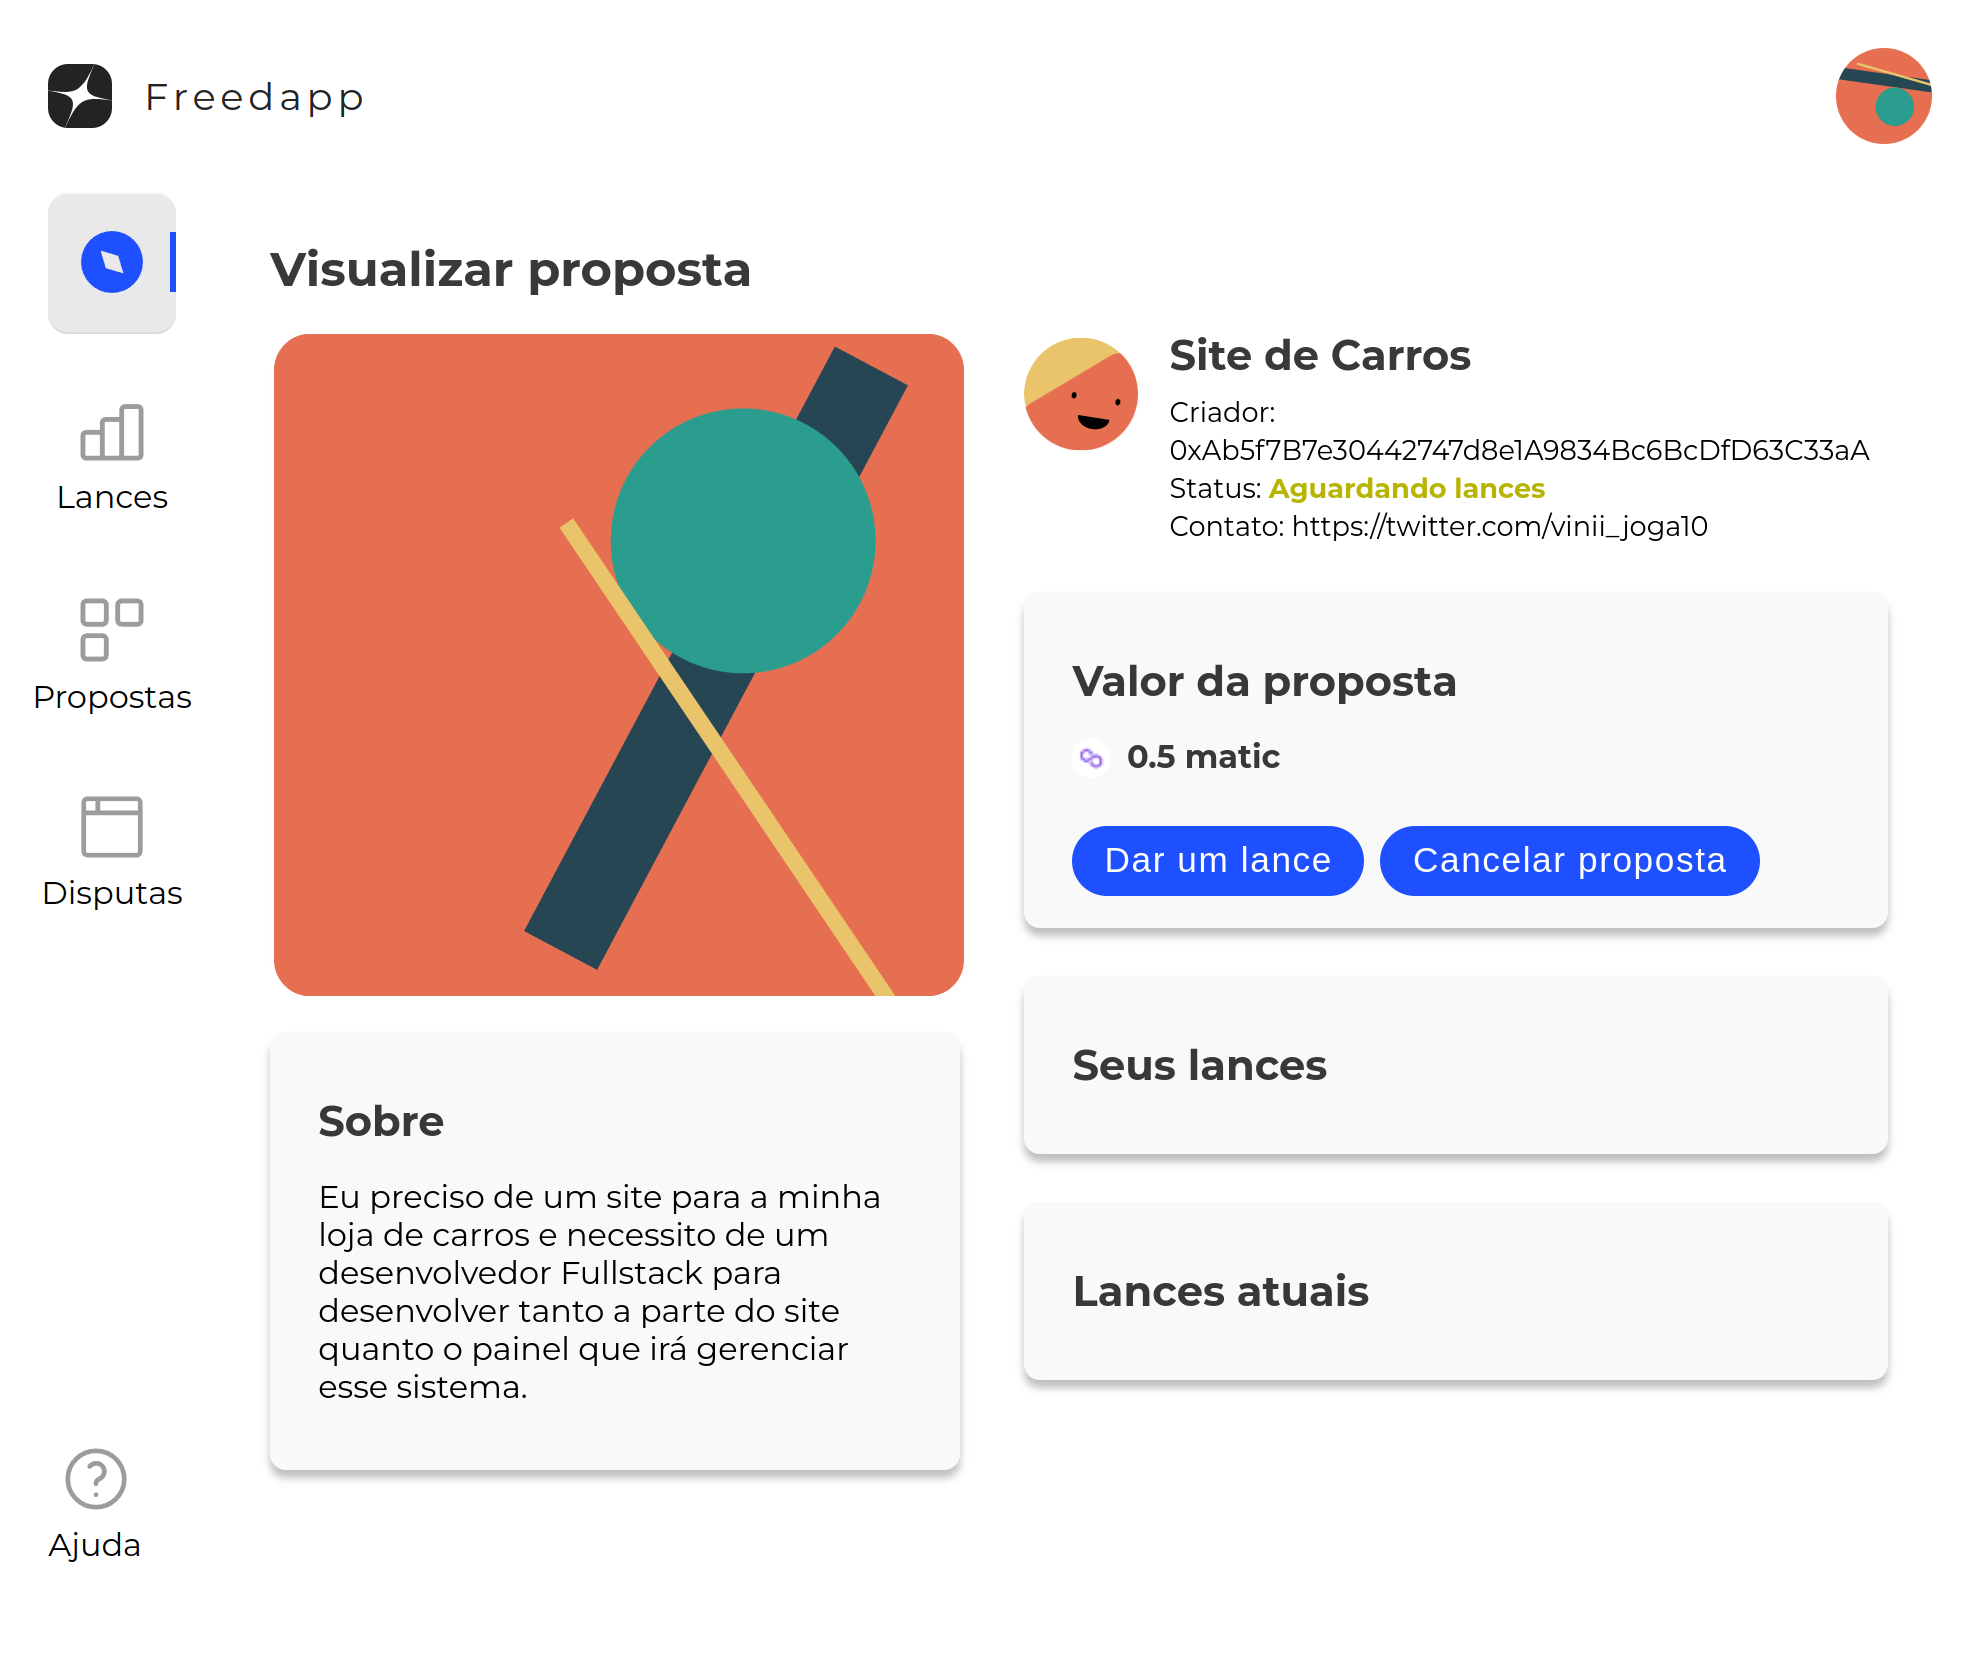 Freedapp
Visualizar proposta
Site de Carros
Criador:
0xAb5f7B7e30442747d8e1A9834Bc6BcDfD63C33aA
Status: Aguardando lances
Contato: https://twitter.com/vinii_joga10
Lances
Propostas
Disputas
Ajuda
Valor da proposta
0.5 matic
Dar um lance
Cancelar proposta
Seus lances
Lances atuais
Sobre
Eu preciso de um site para a minha
loja de carros e necessito de um
desenvolvedor Fullstack para
desenvolver tanto a parte do site
quanto o painel que irá gerenciar
esse sistema.